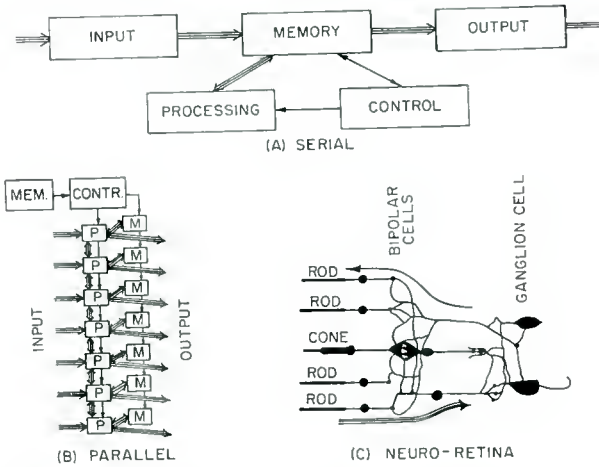 INPUT
MEMORY
OUTPUT
PROCESSING
CONTROL
(A) SERIAL
MEM.
CONTR.
P
M
P
M
P
M
P
M
P
M
P
M
P
INPUT
OUTPUT
(B) PARALLEL
BIPOLAR
CELLS
GANGLION CELL
ROD
ROD
CONE
ROD
ROD
(C) NEURO-RETINA